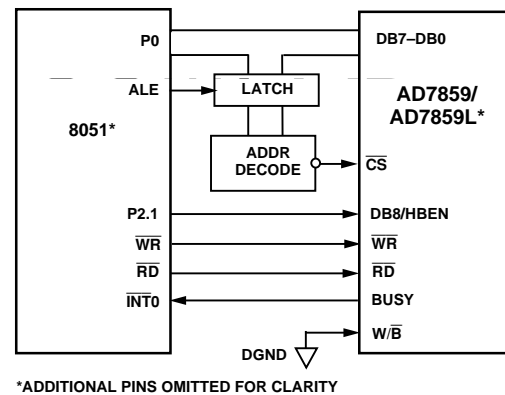 P0
DB7–DB0
ALE
LATCH
AD7859/
AD7859L*
8051*
ADDR
DECODE
CS
P2.1
DB8/HBEN
WR
WR
RD
RD
INT0
BUSY
W/B
DGND
*ADDITIONAL PINS OMITTED FOR CLARITY